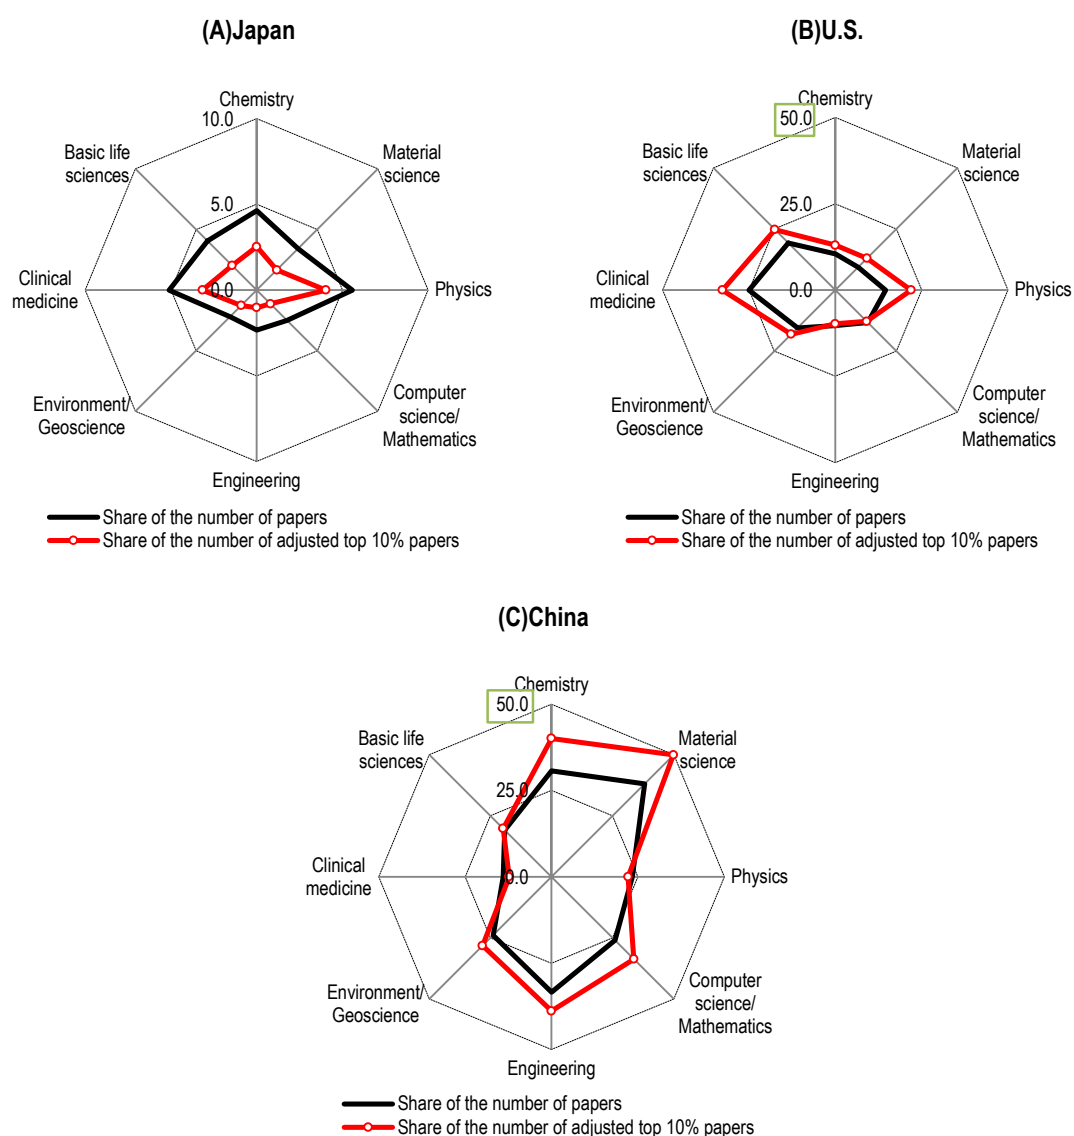 (A)Japan
Chemistry
10.0
Basic life
sciences
Material
science
5.0
Clinical
medicine
0.0
Physics
Environment/
Geoscience
Computer
science/
Mathematics
Engineering
Share of the number of papers
Share of the number of adjusted top 10% papers
(B)U.S.
Chemistry
50.0
Basic life
sciences
Material
science
25.0
Clinical
medicine
0.0
Physics
Environment/
Geoscience
Computer
science/
Mathematics
Engineering
Share of the number of papers
Share of the number of adjusted top 10% papers
(C)China
Chemistry
50.0
Basic life
sciences
Material
science
25.0
Clinical
medicine
0.0
Physics
Environment/
Geoscience
Computer
science/
Mathematics
Engineering
Share of the number of papers
Share of the number of adjusted top 10% papers